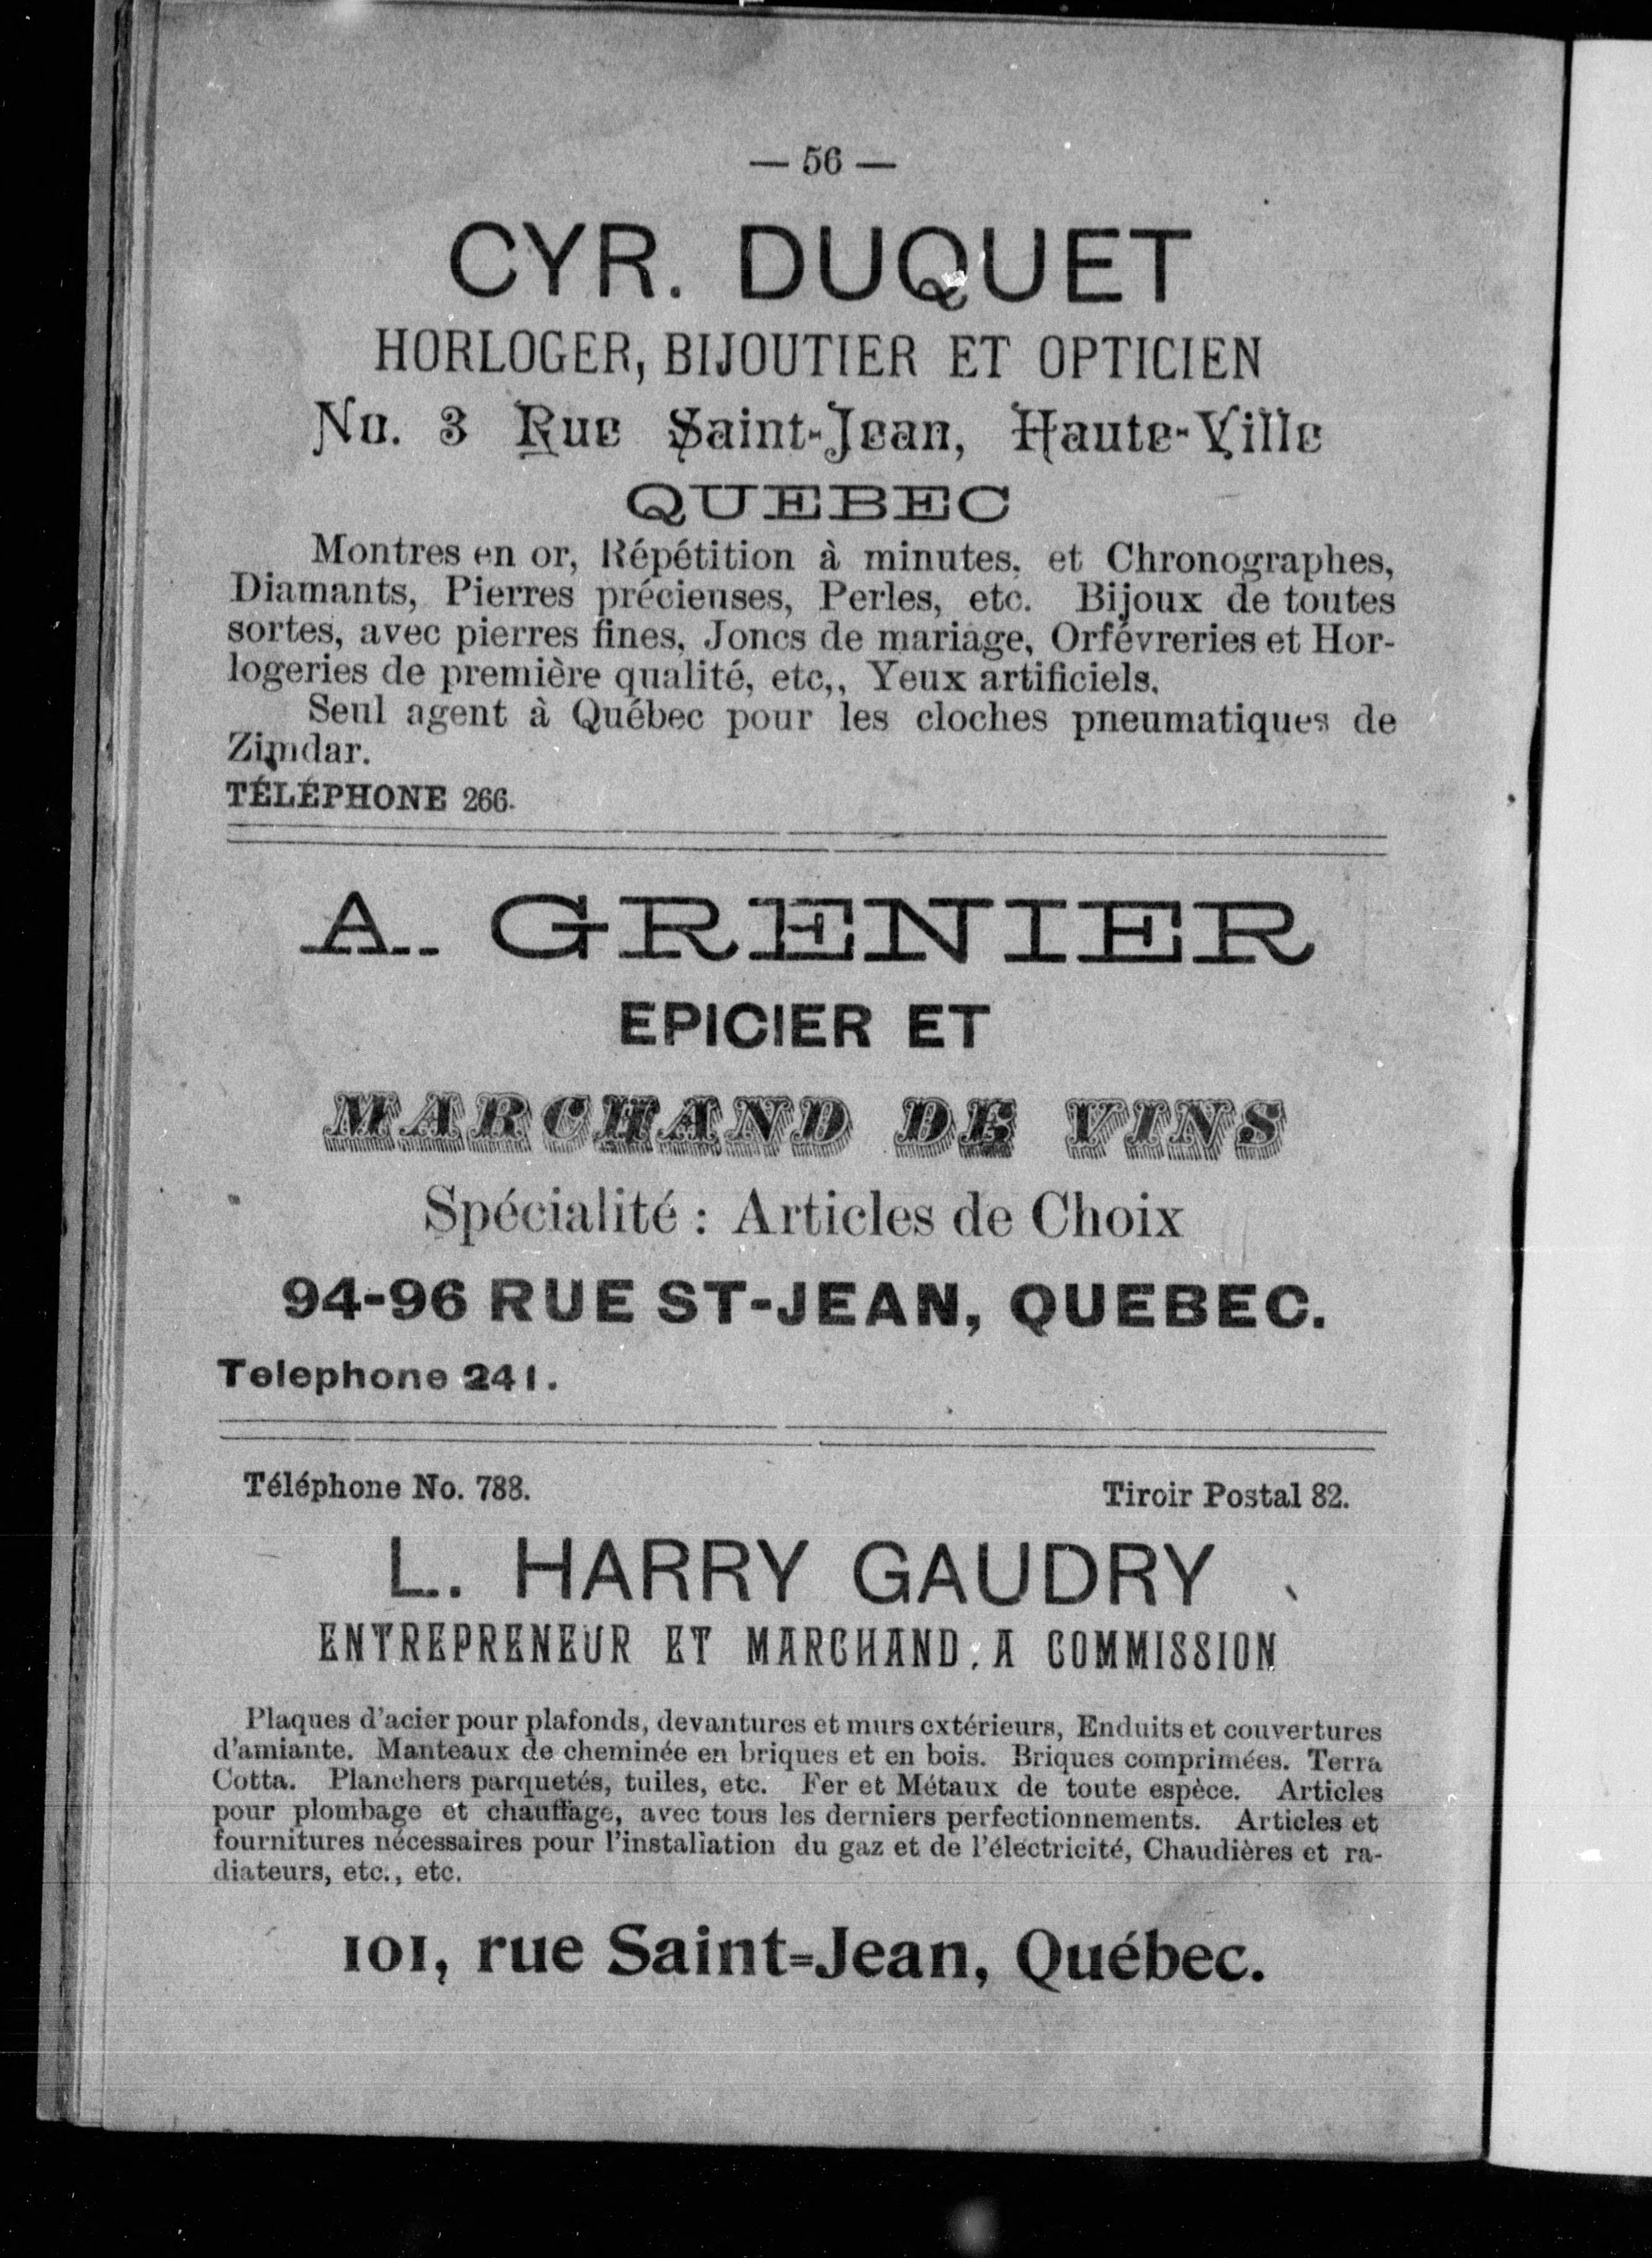 — 56 —
CYR. DUQUET
HORLOGER, BIJOUTIER ET OPTICIEN
No. 3 Rue Saint-Jean, Haute-Ville
QUEBEC
Montres en or, Répétition à minutes, et Chronographes,
Diamants, Pierres précieuses, Perles, etc. Bijoux de toutes
sortes, avec pierres fines, Joncs de mariage, Orfévreries et Hor-
logeries de première qualité, etc,, Yeux artificiels.
Seul agent à Québec pour les cloches pneumatiques de
Zimdar.
TÉLÉPHONE 266.
A. GRENIER
EPICIER ET
MARCHAND DE VINS
Spécialité : Articles de Choix
94-96 RUE ST-JEAN, QUEBEC.
Telephone 241.
Téléphone No. 788. Tiroir Postal 82.
L. HARRY GAUDRY
ENTREPRENEUR ET MARCHAND A COMMISSION
Plaques d'acier pour plafonds, devantures et murs extérieurs, Enduits et couvertures
d'amiante. Manteaux de cheminée en briques et en bois. Briques comprimées. Terra
Cotta. Planchers parquetés, tuiles, etc. Fer et Métaux de toute espèce. Articles
pour plombage et chauffage, avec tous les derniers perfectionnements. Articles et
fournitures nécessaires pour l'installation du gaz et de l'électricité, Chaudières et ra-
diateurs, etc., etc.
101, rue Saint-Jean, Québec.